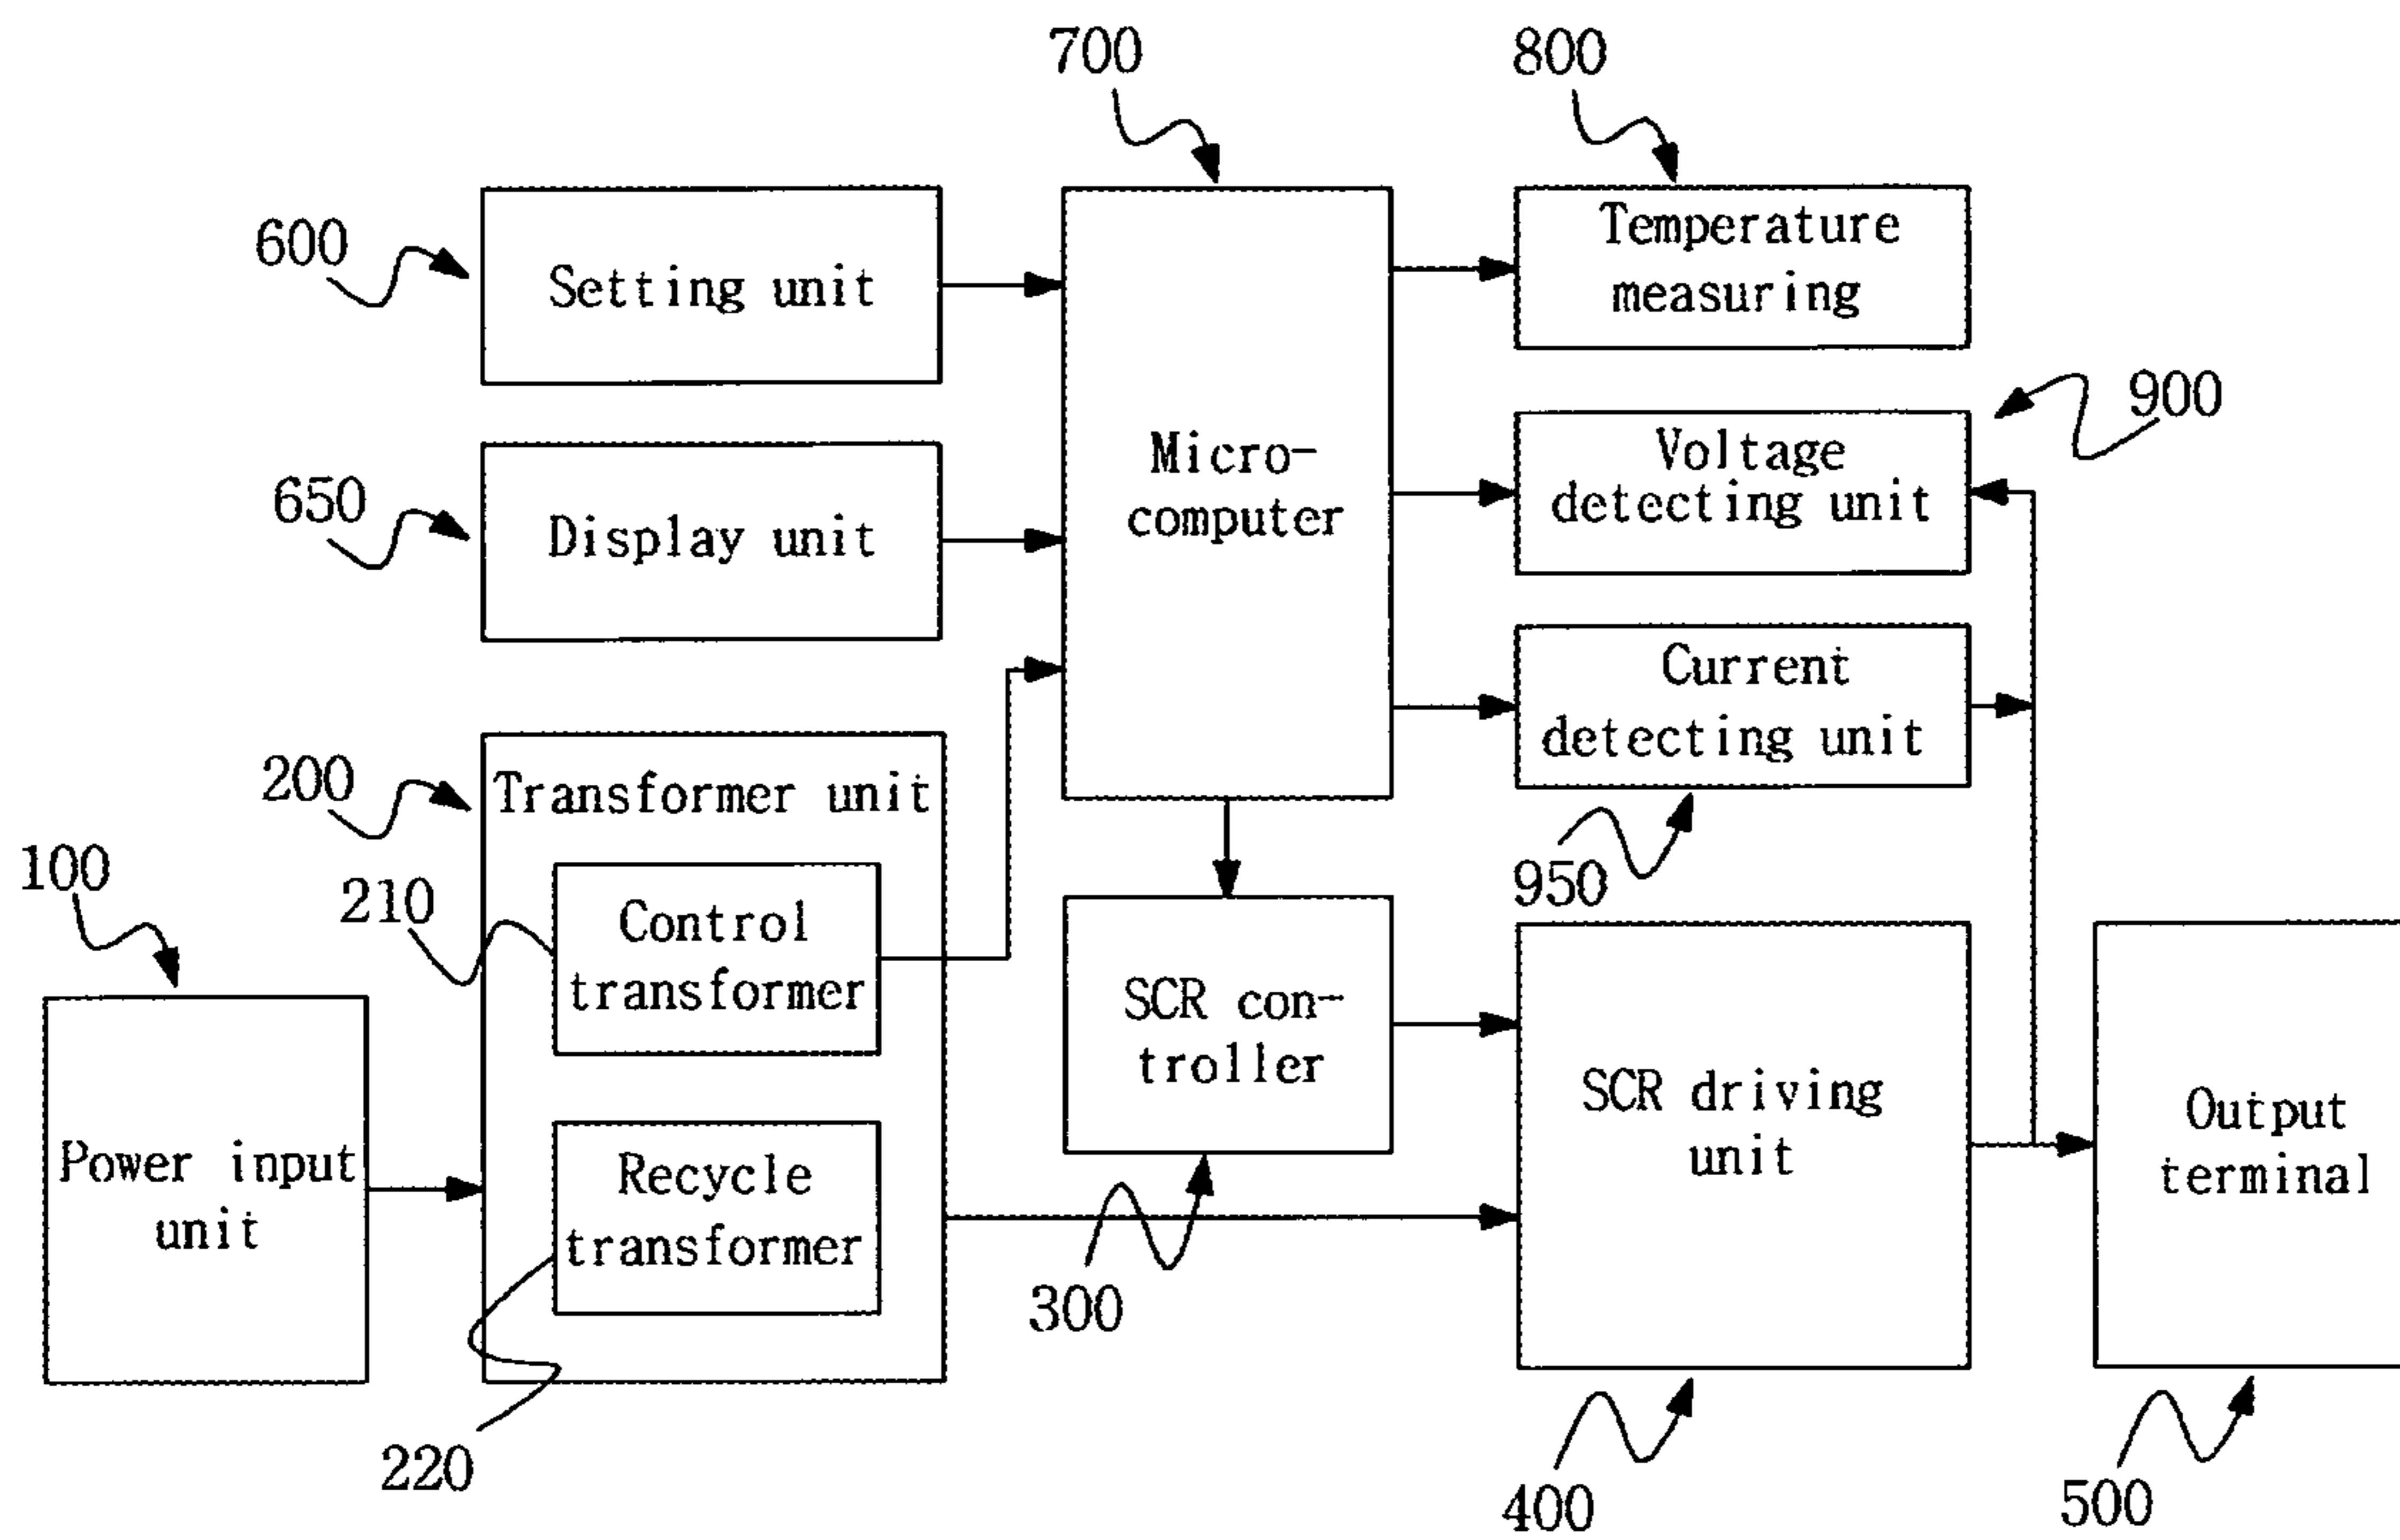 700
800
600
Setting unit
Temperature
measuring
900
650
Display unit
Micro-
computer
Voltage
detecting unit
Current
detecting unit
950
200
Transformer unit
100
210
Control
transformer
SCR con-
troller
300
Power input
unit
Recycle
transformer
220
SCR driving
unit
400
Output
terminal
500